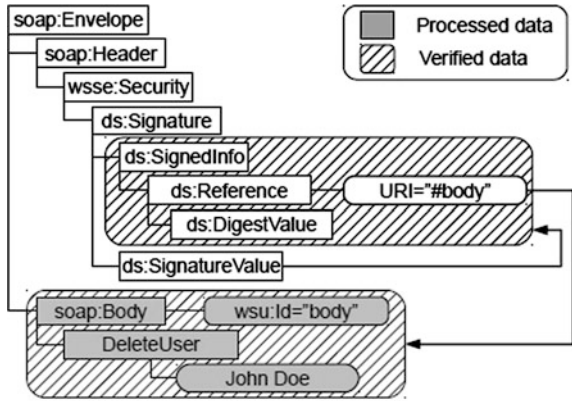 soap:Envelope
Processed data
soap:Header
Verified data
wsse:Security
ds:Signature
ds:SignedInfo
ds:Reference
URI="#body"
ds:DigestValue
ds:SignatureValue
soap:Body
wsu:Id="body"
DeleteUser
John Doe